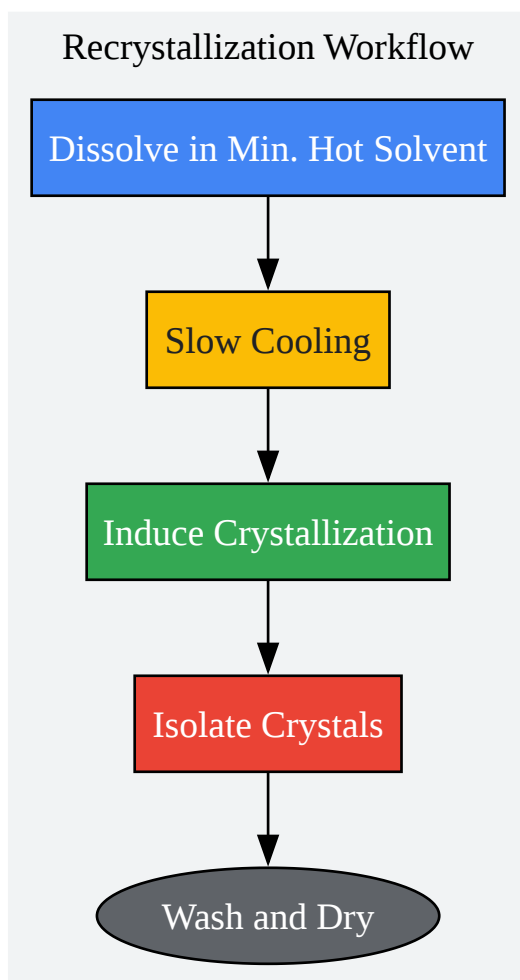 Recrystallization Workflow
Dissolve in Min. Hot Solvent
Slow Cooling
Induce Crystallization
Isolate Crystals
Wash and Dry